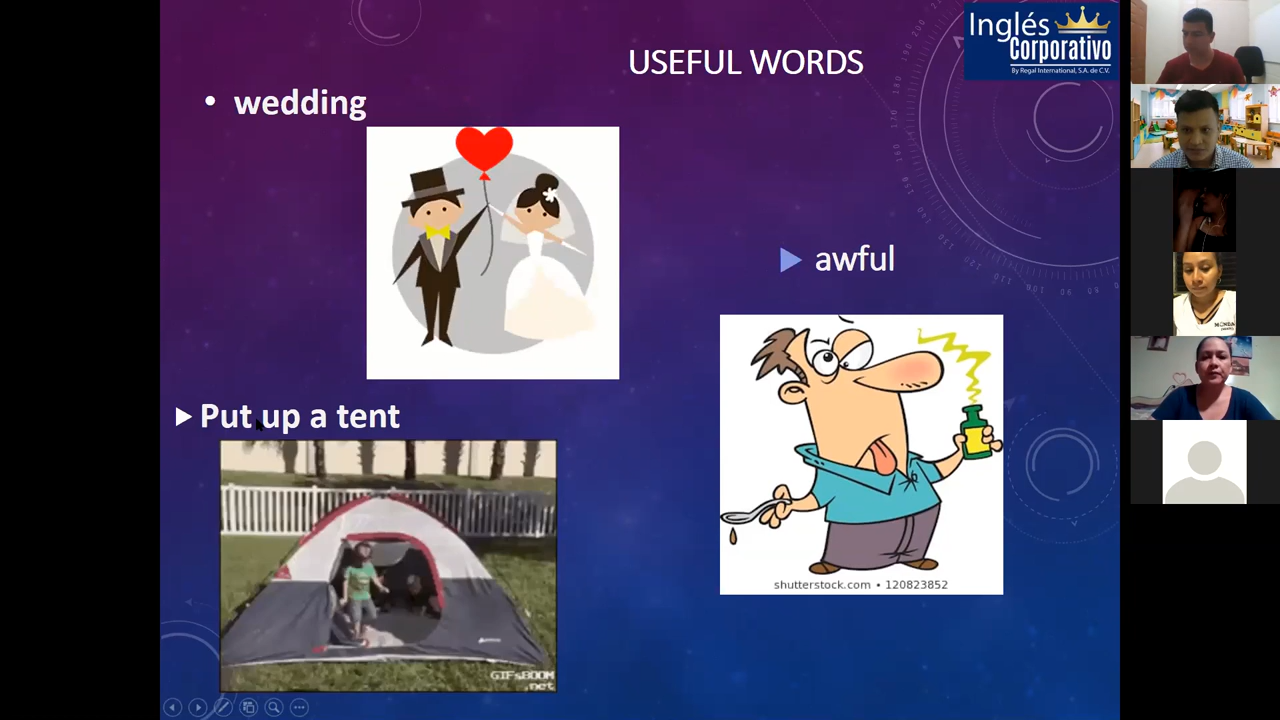 USEFUL WORDS
Inglés
Corporativo
By Regal International, S.A. de C.V.
• wedding
awful
Put up a tent
shutterstock.com • 120823852
GIFsBOOM
.net